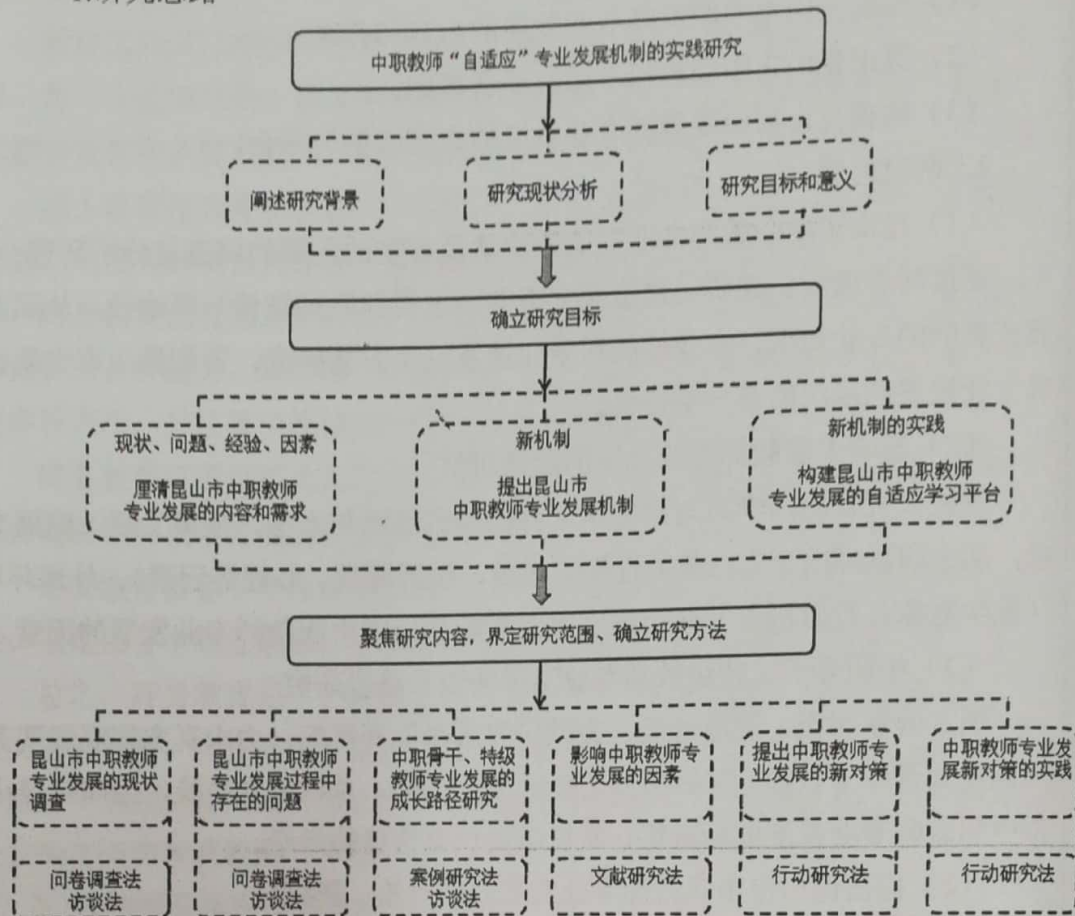 中职教师“自适应”专业发展机制的实践研究
阐述研究背景
研究现状分析
研究目标和意义
确立研究目标
现状、问题、经验、因素
厘清昆山市中职教师
专业发展的内容和需求
新机制
提出昆山市
中职教师专业发展机制
新机制的实践
构建昆山市中职教师
专业发展的自适应学习平台
聚焦研究内容，界定研究范围、确立研究方法
昆山市中职教师
专业发展的现状
调查
昆山市中职教师
专业发展过程中
存在的问题
中职骨干、特级
教师专业发展的
成长路径研究
影响中职教师专
业发展的因素
提出中职教师专
业发展的新对策
中职教师专业发
展新对策的实践
问卷调查法
访谈法
问卷调查法
访谈法
案例研究法
访谈法
文献研究法
行动研究法
行动研究法